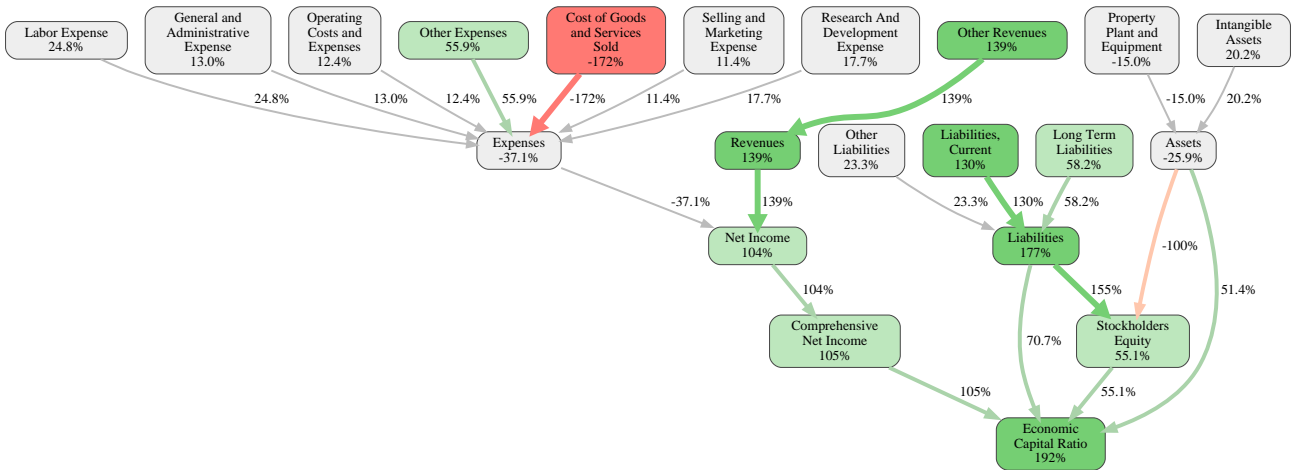 Labor Expense
24.8%
General and
Administrative
Expense
13.0%
Operating
Costs and
Expenses
12.4%
Other Expenses
55.9%
Cost of Goods
and Services
Sold
-172%
Selling and
Marketing
Expense
11.4%
Research And
Development
Expense
17.7%
Other Revenues
139%
Property
Plant and
Equipment
-15.0%
Intangible
Assets
20.2%
24.8%
13.0%
12.4%
55.9%
-172%
11.4%
17.7%
139%
-15.0%
20.2%
Expenses
-37.1%
Revenues
139%
Other
Liabilities
23.3%
Liabilities,
Current
130%
Long Term
Liabilities
58.2%
Assets
-25.9%
-37.1%
139%
23.3%
130%
58.2%
Net Income
104%
Liabilities
177%
-100%
104%
155%
51.4%
Comprehensive
Net Income
105%
70.7%
Stockholders
Equity
55.1%
105%
55.1%
Economic
Capital Ratio
192%